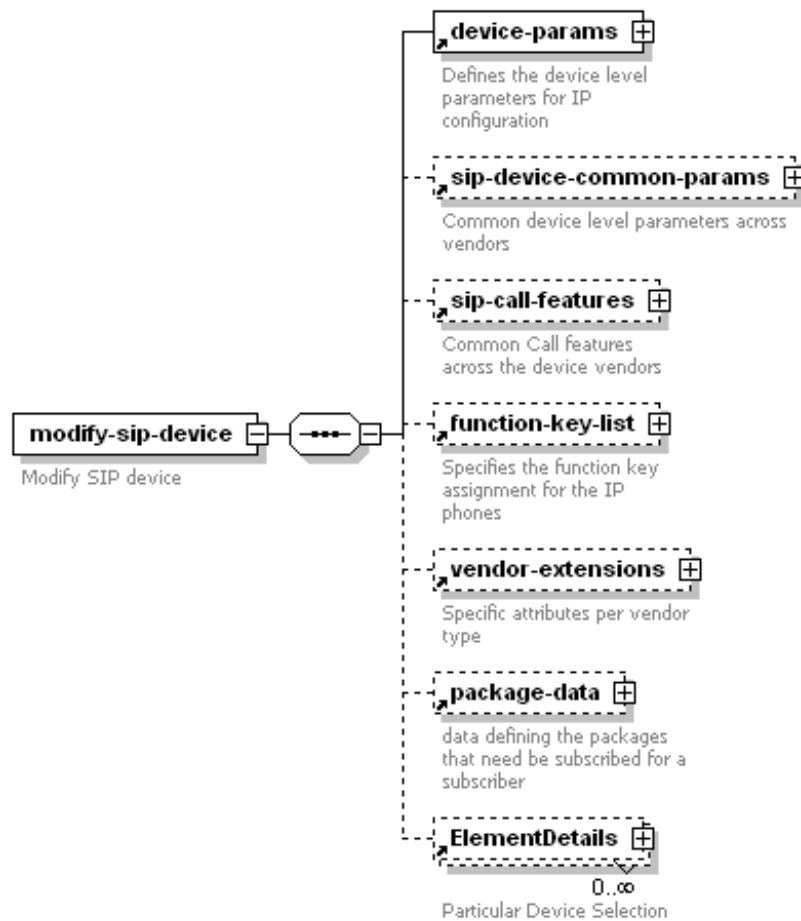 device-params
Defines the device level
parameters for IP
configuration
sip-device-common-params
Common device level parameters across
vendors
sip-call-features
Common Call features
across the device vendors
modify-sip-device
Modify SIP device
function-key-list
Specifies the function key
assignment for the IP
phones
vendor-extensions
Specific attributes per vendor
type
package-data
data defining the packages
that need be subscribed for a
subscriber
ElementDetails
0..∞
Particular Device Selection